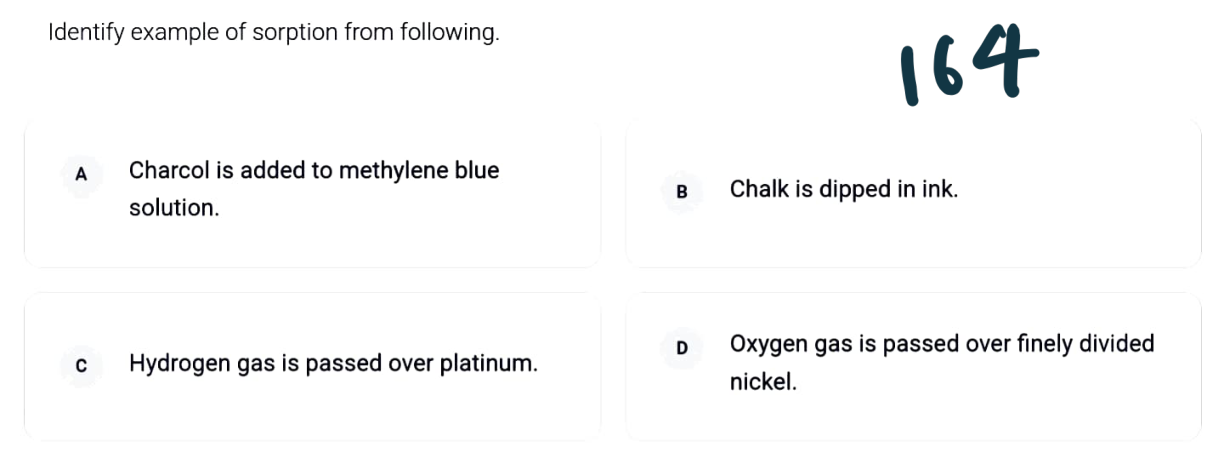 Identify example of sorption from following.
164
A Charcol is added to methylene blue
solution.
B Chalk is dipped in ink.
C Hydrogen gas is passed over platinum.
D Oxygen gas is passed over finely divided
nickel.